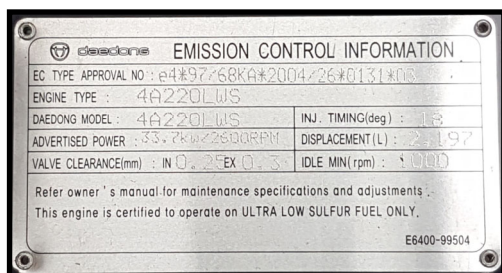 daedong EMISSION CONTROL INFORMATION
EC TYPE APPROVAL NO : e4*97/68KA*2004/26*0131*03
ENGINE TYPE : 4A220LWS
DAEDONG MODEL : 4A220LWS INJ. TIMING(deg) : 18
ADVERTISED POWER : 33.7kw/2600RPM DISPLACEMENT(L) : 2.197
VALVE CLEARANCE(mm) : IN 0.25EX 0.3 IDLE MIN(rpm) : 1000
Refer owner's manual for maintenance specifications and adjustments.
This engine is certified to operate on ULTRA LOW SULFUR FUEL ONLY.
E6400-99504